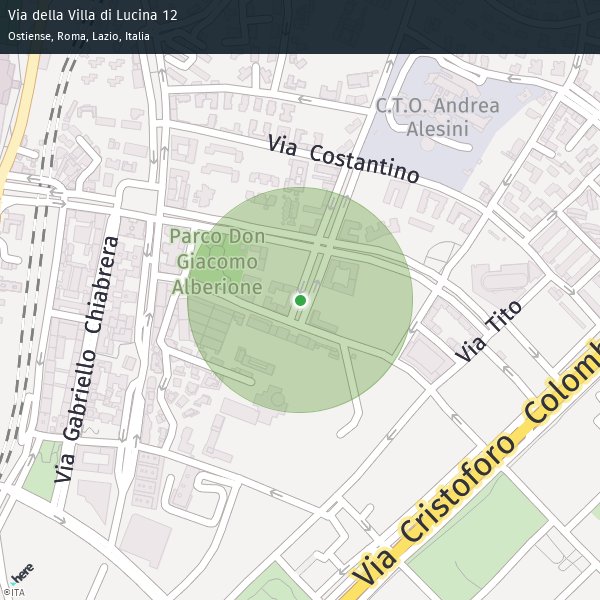 Via della Villa di Lucina 12
Ostiense, Roma, Lazio, Italia
C.T.O. Andrea
Alesini
Via Costantino
Parco Don
Giacomo
Alberione
Via Gabriello Chiabrera
Via Tito
Via Cristoforo Colomb
here
©ITA